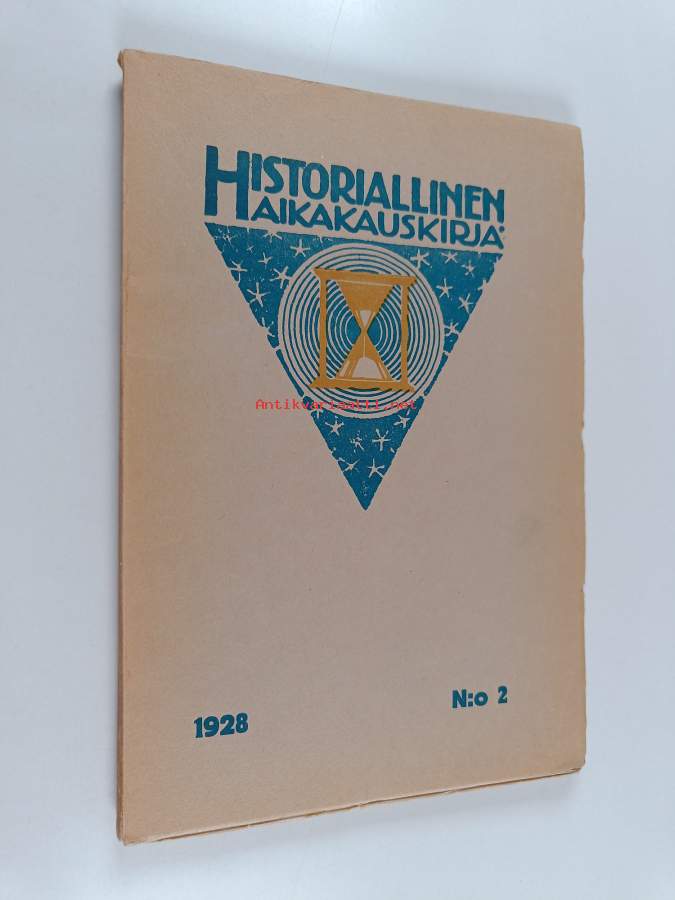 HISTORIALLINEN
AIKAKAUSKIRJA
Antikvariaatti.net
1928
N:o 2